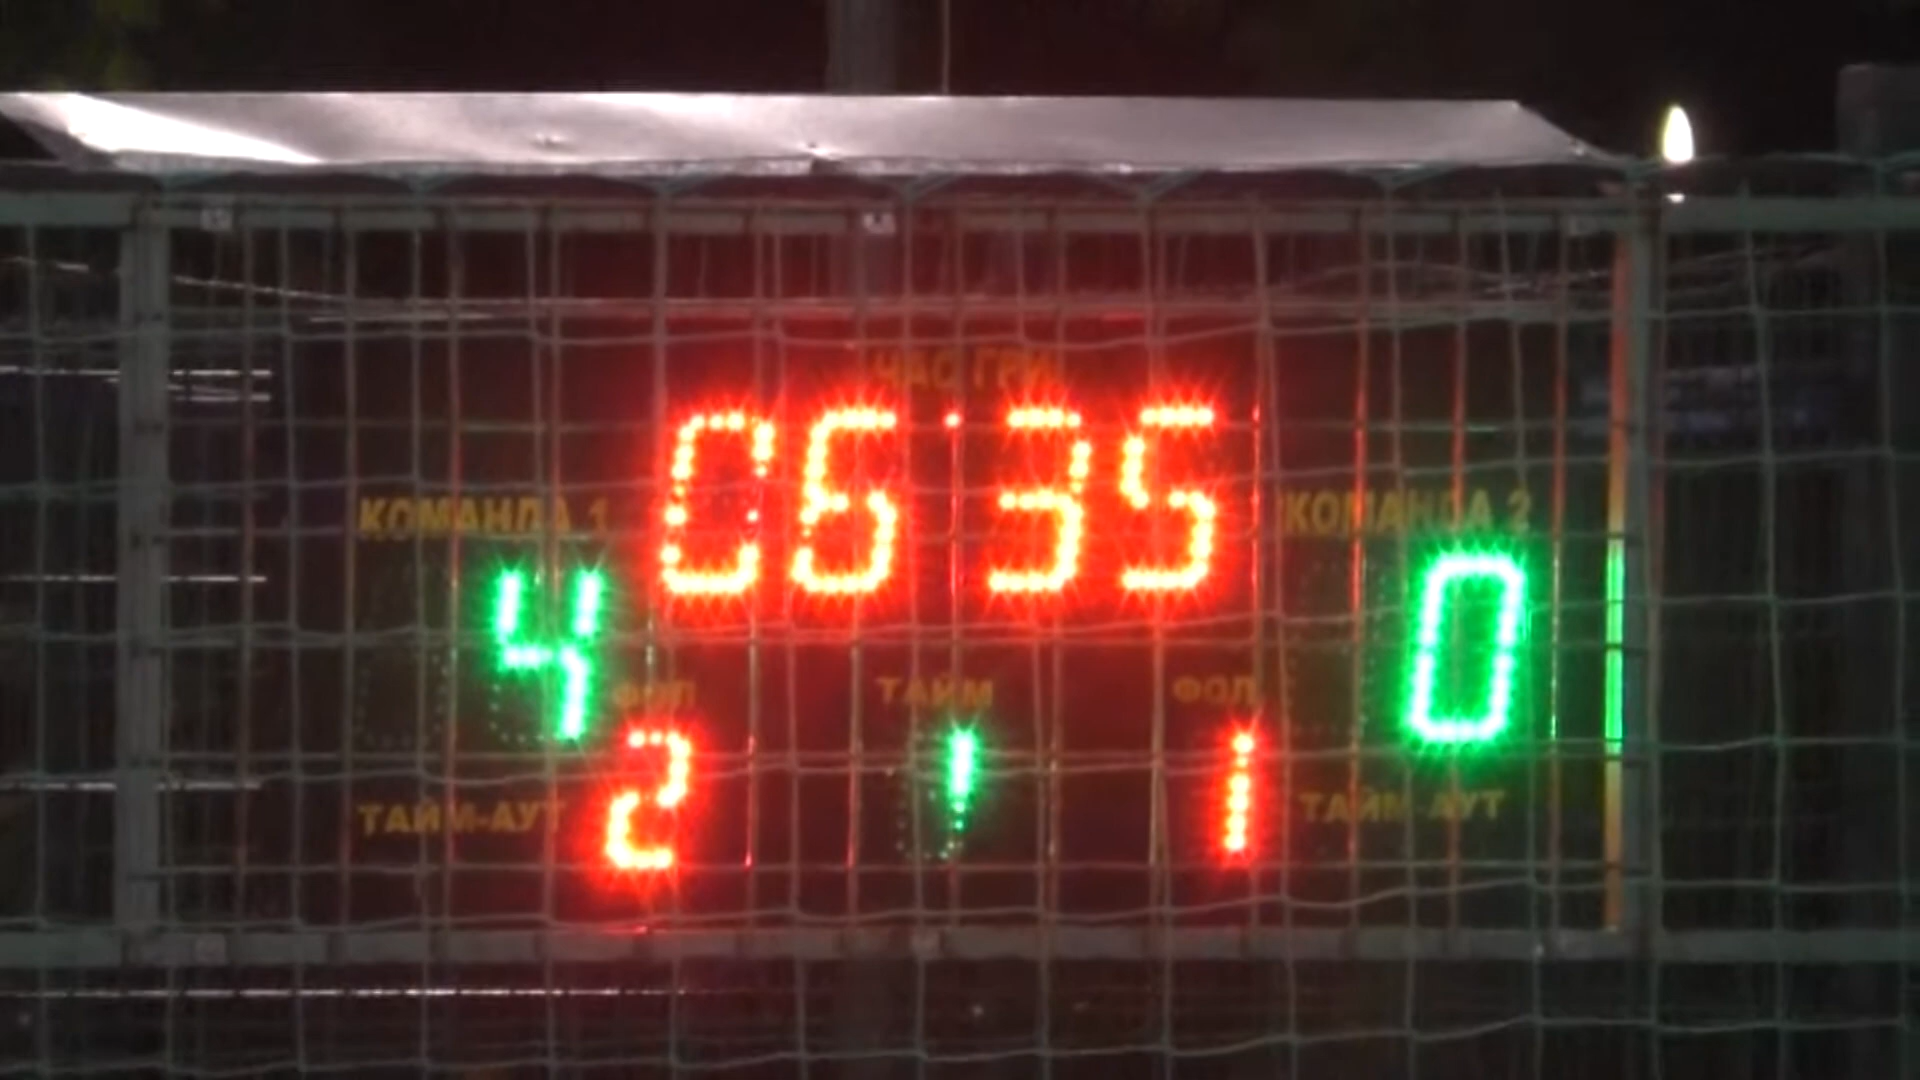 ЧАС ГРИ
06:35
КОМАНДА 1
КОМАНДА 2
4
0
ФОЛ
ТАЙМ
ФОЛ
2
1
1
ТАЙМ-АУТ
ТАЙМ-АУТ